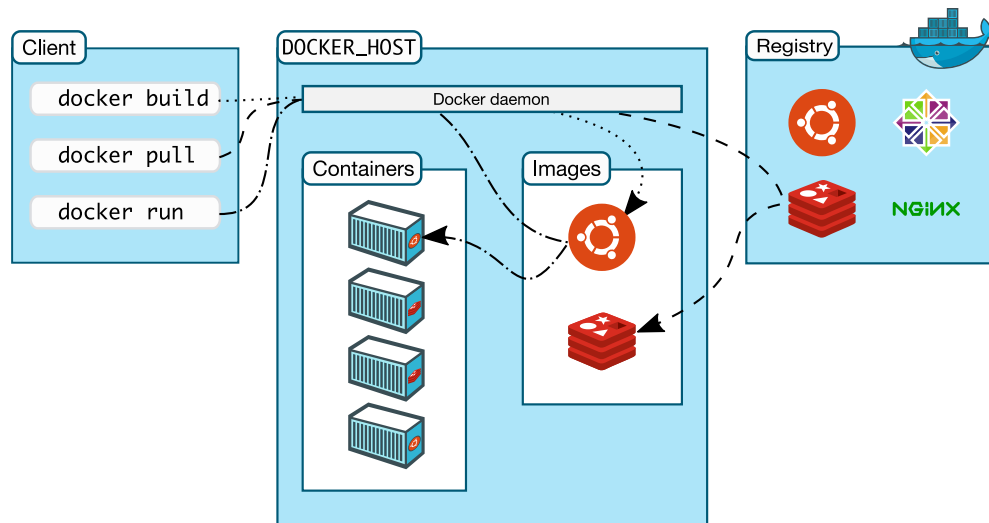 Client
docker build
docker pull
docker run
DOCKER_HOST
Docker daemon
Containers
Images
Registry
NGiNX